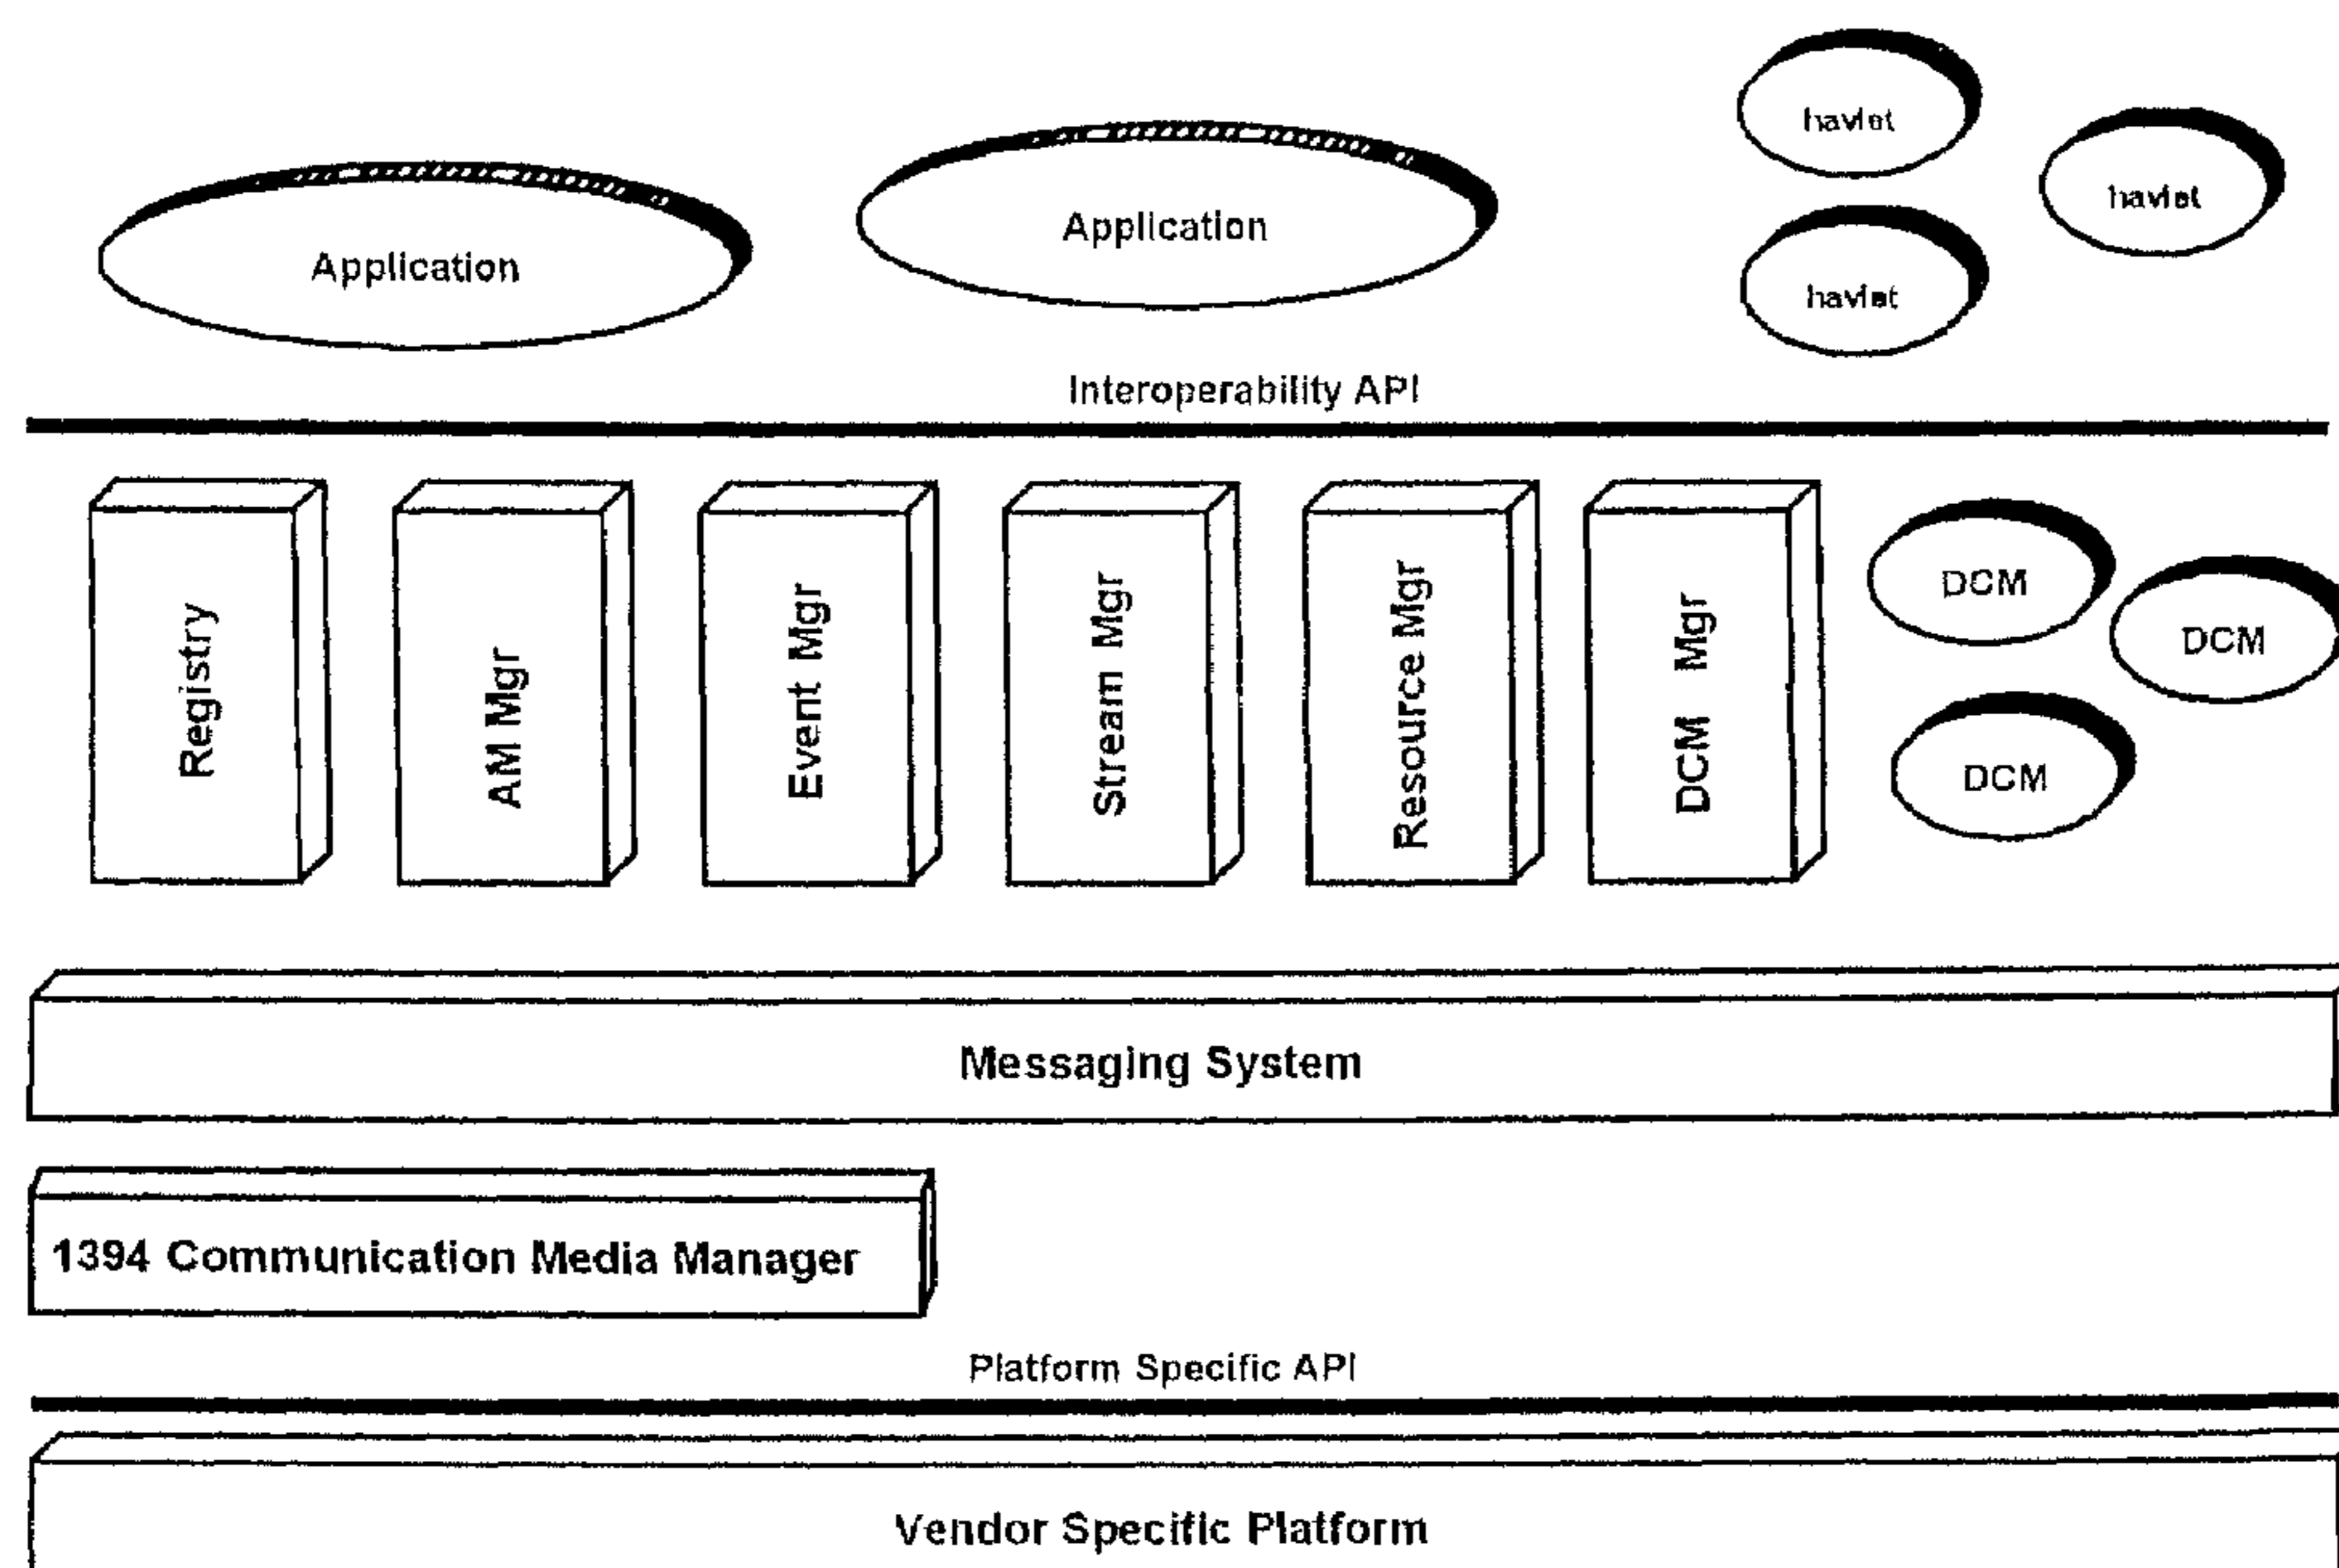 havlet
havlet
Application
Application
havlet
Interoperability API
Registry
AM Mgr
Event Mgr
Stream Mgr
Resource Mgr
DCM Mgr
DCM
DCM
DCM
Messaging System
1394 Communication Media Manager
Platform Specific API
Vendor Specific Platform